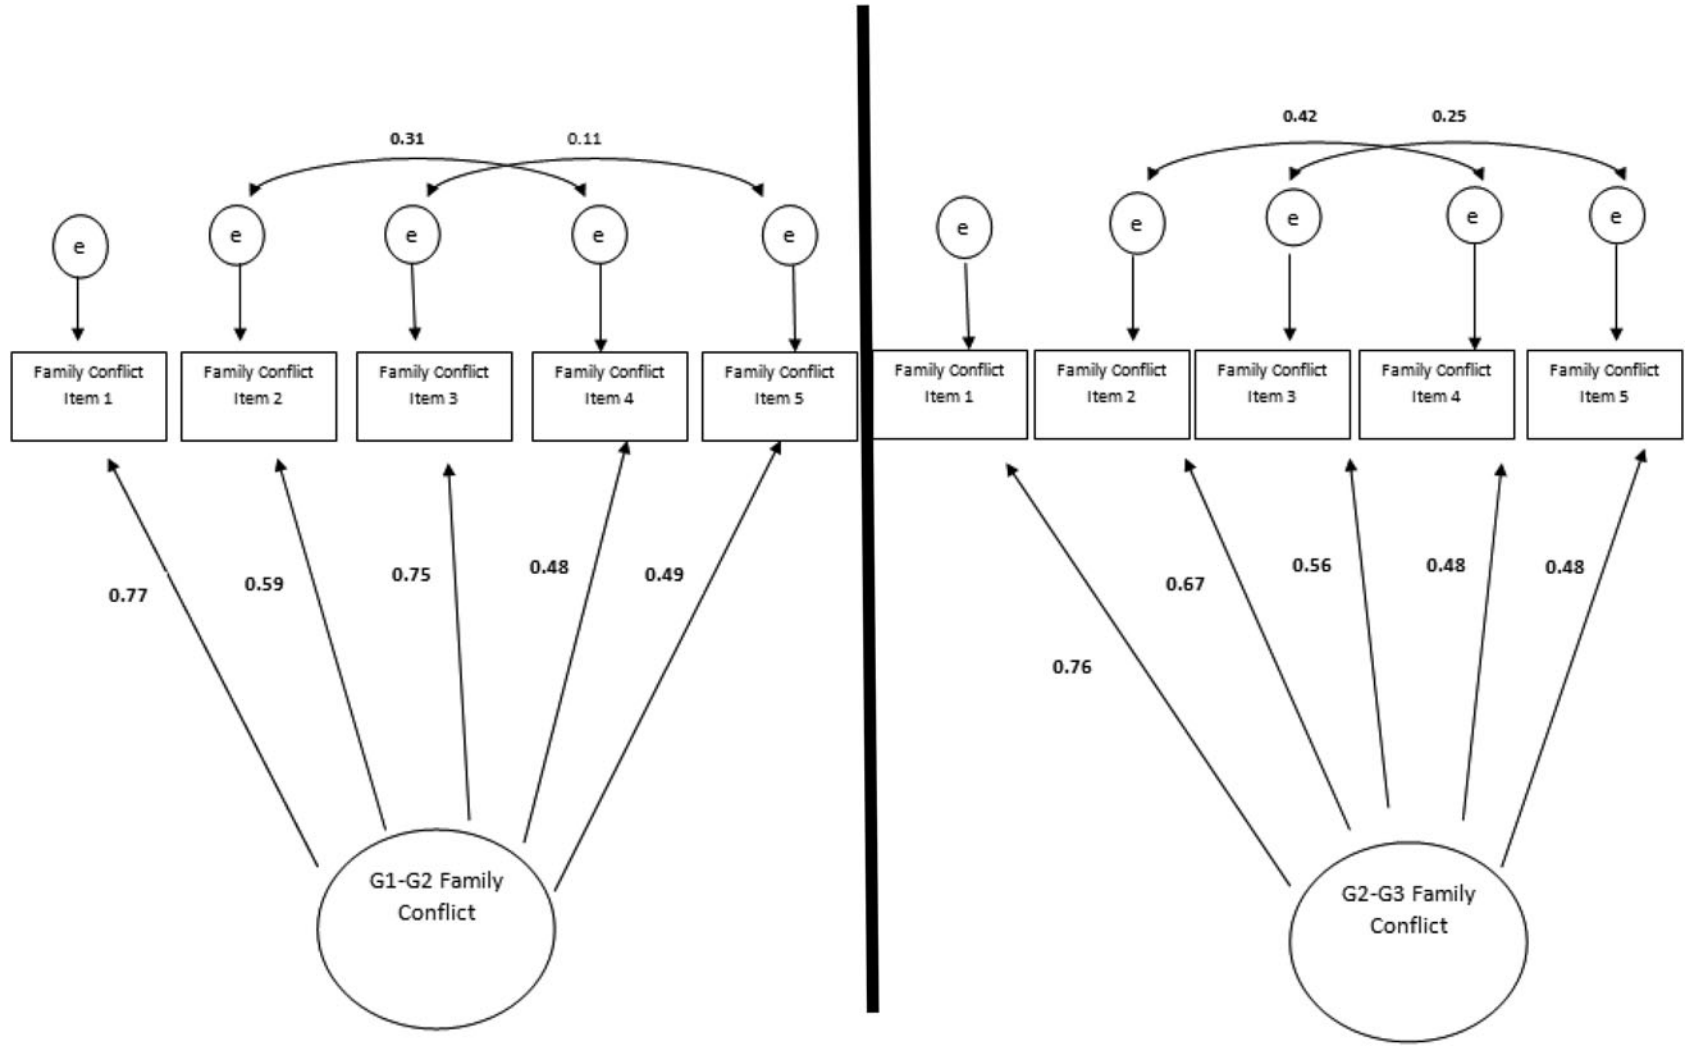 0.31
0.11
e
e
e
e
e
Family Conflict
Item 1
Family Conflict
Item 2
Family Conflict
Item 3
Family Conflict
Item 4
Family Conflict
Item 5
0.77
0.59
0.75
0.48
0.49
G1-G2 Family
Conflict
0.42
0.25
e
e
e
e
e
Family Conflict
Item 1
Family Conflict
Item 2
Family Conflict
Item 3
Family Conflict
Item 4
Family Conflict
Item 5
0.76
0.67
0.56
0.48
0.48
G2-G3 Family
Conflict